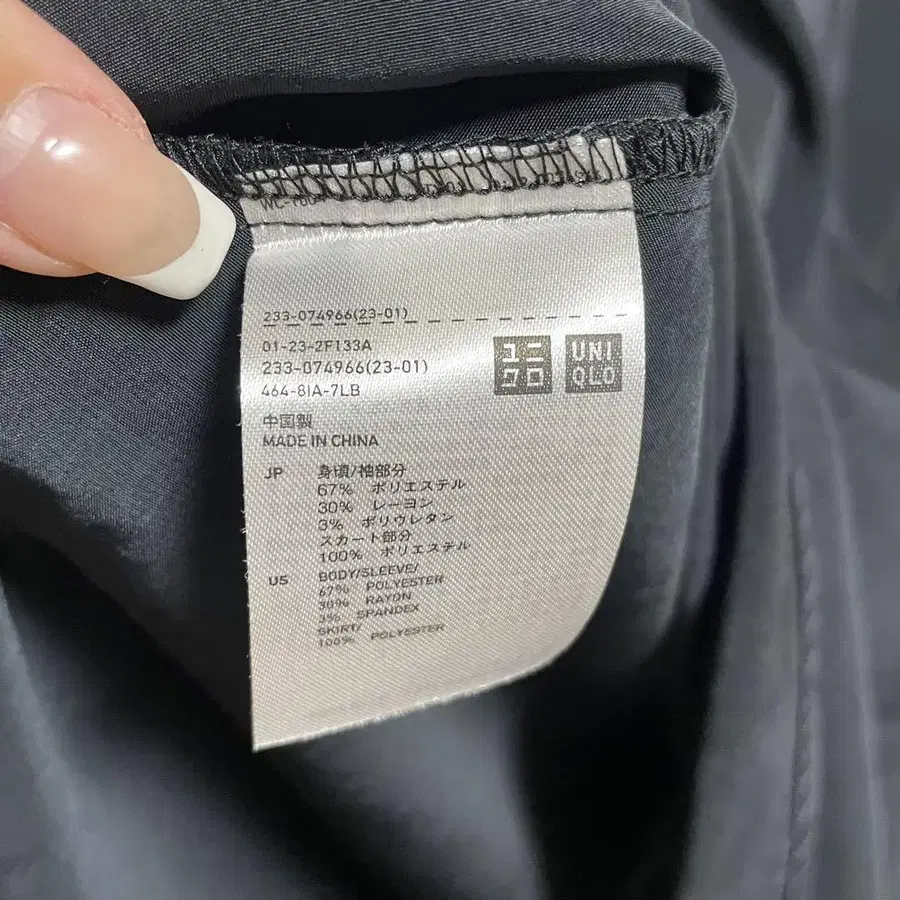 233-074966(23-01)
01-23-2F133A
233-074966(23-01)
464-8IA-7LB
ユニ
クロ
UNI
QLO
中国製
MADE IN CHINA
JP 身頃/袖部分
67% ポリエステル
30% レーヨン
3% ポリウレタン
スカート部分
100% ポリエステル
US BODY/SLEEVE/
67% POLYESTER
30% RAYON
3% SPANDEX
SKIRT/
100% POLYESTER